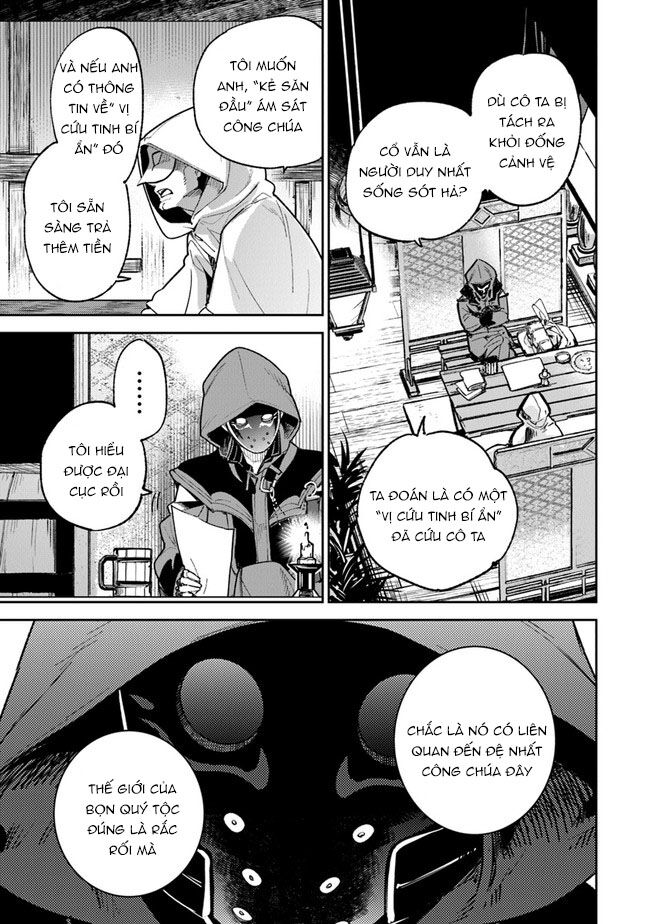 DÙ CÔ TA BỊ
TÁCH RA
KHỎI ĐỐNG
CẢNH VỆ
CỔ VẪN LÀ
NGƯỜI DUY NHẤT
SỐNG SÓT HẢ?
TA ĐOÁN LÀ CÓ MỘT
"VỊ CỨU TINH BÍ ẨN"
ĐÃ CỨU CÔ TA
TÔI MUỐN
ANH, "KẺ SĂN
ĐẦU" ÁM SÁT
CÔNG CHÚA
VÀ NẾU ANH
CÓ THÔNG
TIN VỀ" VỊ
CỨU TINH BÍ
ẨN" ĐÓ
TÔI SẴN
SÀNG TRẢ
THÊM TIỀN
......
TÔI HIỂU
ĐƯỢC ĐẠI
CỤC RỒI
CHẮC LÀ NÓ CÓ LIÊN
QUAN ĐẾN ĐỆ NHẤT
CÔNG CHÚA ĐÂY
THẾ GIỚI CỦA
BỌN QUÝ TỘC
ĐÚNG LÀ RẮC
RỐI MÀ